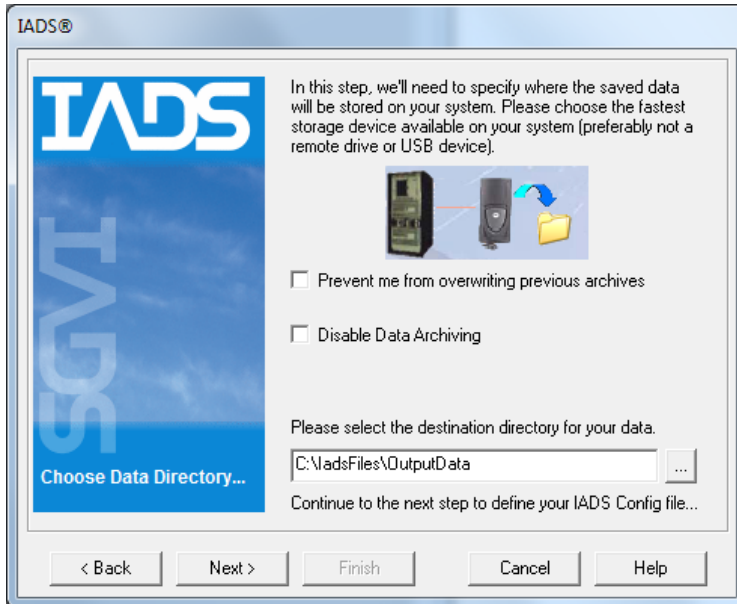 IADS®
IADS
In this step, we'll need to specify where the saved data
will be stored on your system. Please choose the fastest
storage device available on your system (preferably not a
remote drive or USB device).
Prevent me from overwriting previous archives
Disable Data Archiving
IADS
Choose Data Directory...
Please select the destination directory for your data.
C:\IadsFiles\OutputData
...
Continue to the next step to define your IADS Config file...
< Back
Next >
Finish
Cancel
Help